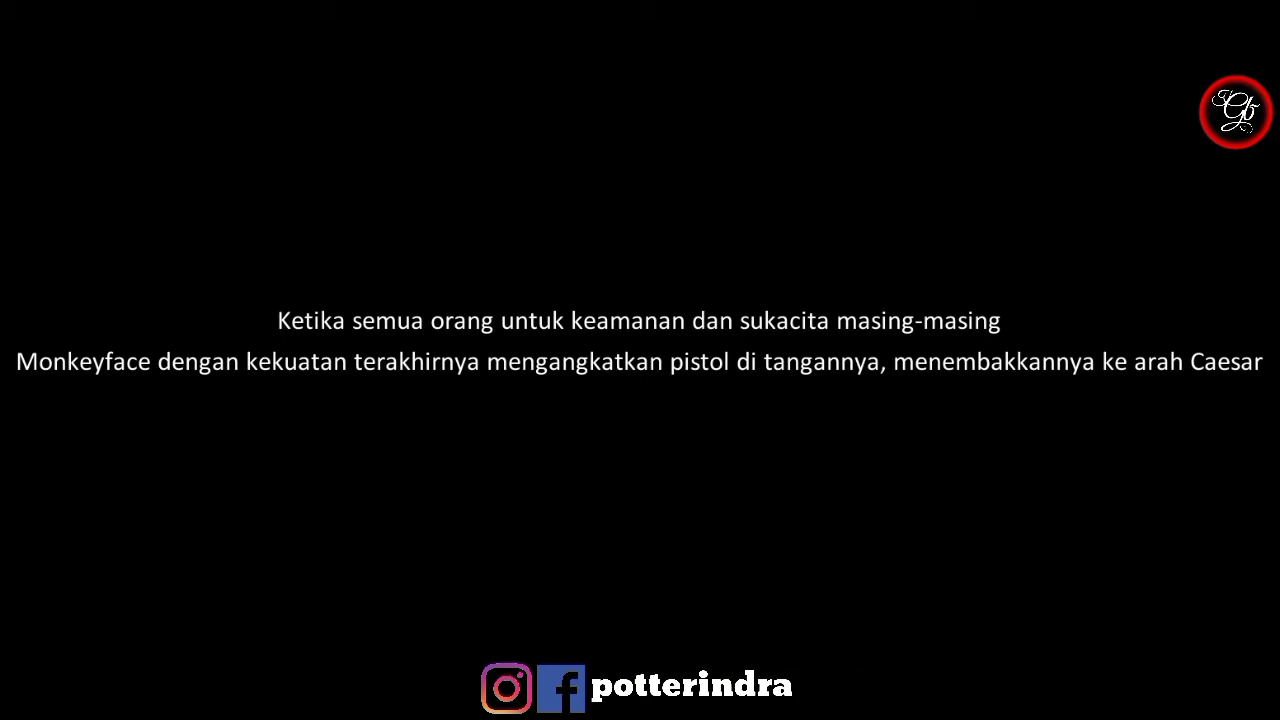 Ketika semua orang untuk keamanan dan sukacita masing-masing
Monkeyface dengan kekuatan terakhirnya mengangkatkan pistol di tangannya, menembakkannya ke arah Caesar
potterindra